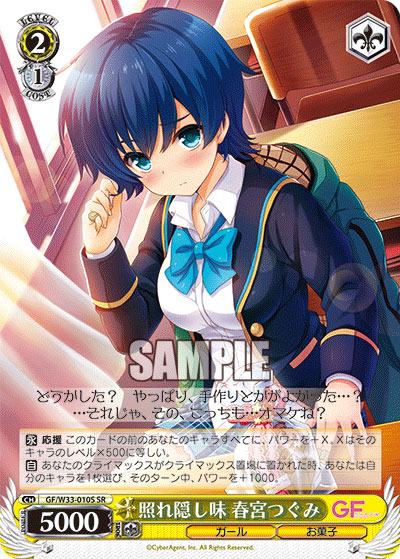 LEVEL
2
1
COST
SAMPLE
どうがした？ やっぱり、手作りとかがよかった…？
…それじゃ、その、こっちも…オマケね？
永 応援 このカードの前のあなたのキャラすべてに、パワーを＋X。Xはそのキャラのレベル×500に等しい。
自 あなたのクライマックスがクライマックス置場に置かれた時、あなたは自分のキャラを1枚選び、そのターン中、パワーを＋1000。
CH GF/W33-010S SR
照れ隠し味 春宮つぐみ
GF
5000
POWER
ガール
お菓子
©CyberAgent, Inc. All Rights Reserved.